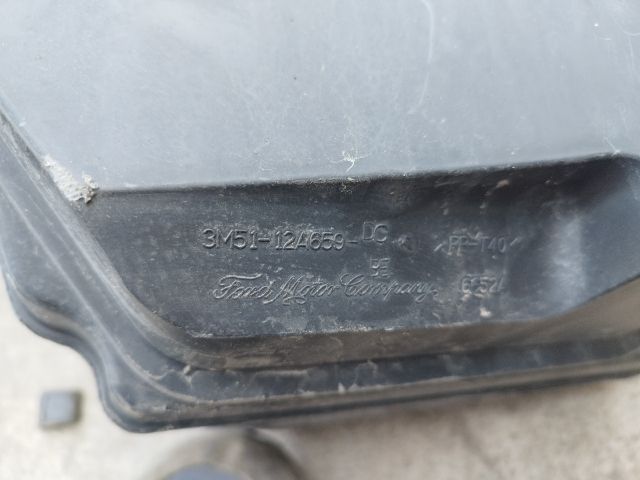 3M51-12A659-DC >PP-T40<
Ford Motor Company